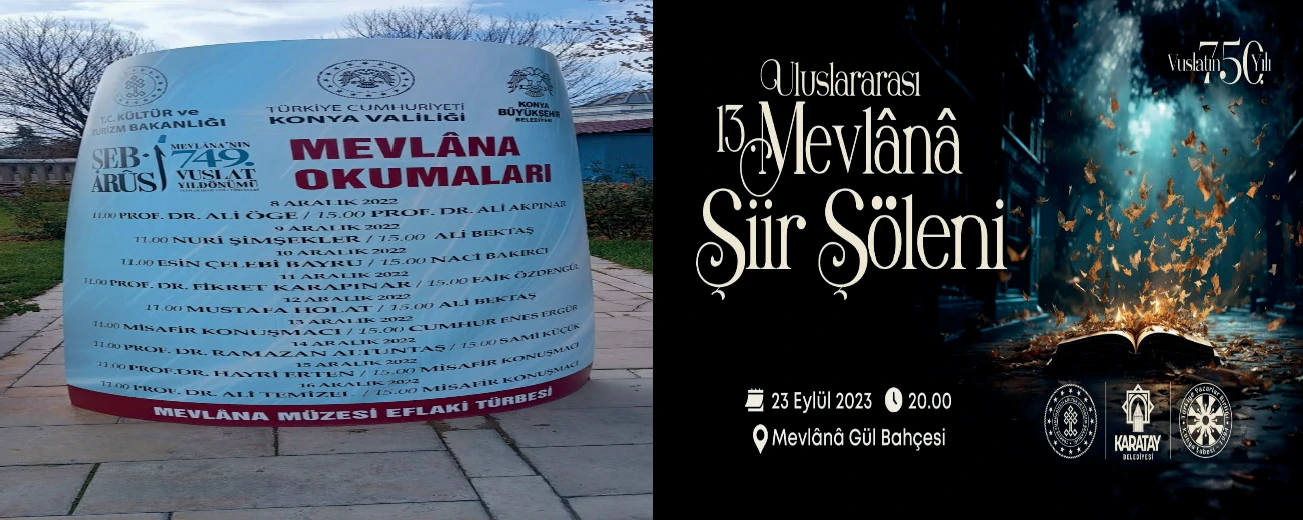 T.C. KÜLTÜR ve
TURİZM BAKANLIĞI
TÜRKİYE CUMHURİYETİ
KONYA VALİLİĞİ
KONYA
BÜYÜKŞEHİR
BELEDİYESİ
ŞEB-İ
ARÛS
MEVLÂNA'NIN
749.
VUSLAT
YILDÖNÜMÜ
MEVLÂNA
OKUMALARI
8 ARALIK 2022
11.00 PROF. DR. ALİ ÖGE / 15.00 PROF. DR. ALİ AKPINAR
9 ARALIK 2022
11.00 NURİ ŞİMŞEKLER / 15.00 ALİ BEKTAŞ
10 ARALIK 2022
11.00 ESİN ÇELEBİ BAYRU / 15.00 NACİ BAKIRCI
11 ARALIK 2022
11.00 PROF. DR. FİKRET KARAPINAR / 15.00 FAİK ÖZDENGÜL
12 ARALIK 2022
11.00 MUSTAFA HOLAT / 15.00 ALİ BEKTAŞ
13 ARALIK 2022
11.00 MİSAFİR KONUŞMACI / 15.00 CUMHUR ENES ERGÜR
14 ARALIK 2022
11.00 PROF. DR. RAMAZAN ALTUNTAŞ / 15.00 SAMİ KÜÇÜK
15 ARALIK 2022
11.00 PROF.DR. HAYRİ ERTEN / 15.00 MİSAFİR KONUŞMACI
16 ARALIK 2022
11.00 PROF. DR. ALİ TEMİZEL / 15.00 MİSAFİR KONUŞMACI
MEVLÂNA MÜZESİ EFLAKİ TÜRBESİ
Vuslatın 750. Yılı
Uluslararası
13. Mevlânâ
Şiir Şöleni
23 Eylül 2023 20.00
Mevlânâ Gül Bahçesi
KARATAY
BELEDİYESİ